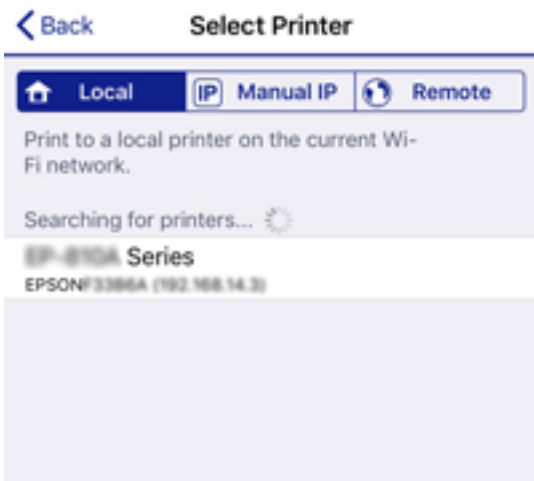 Back Select Printer
Local IP Manual IP Remote
Print to a local printer on the current Wi-
Fi network.
Searching for printers...
Series
EPSON